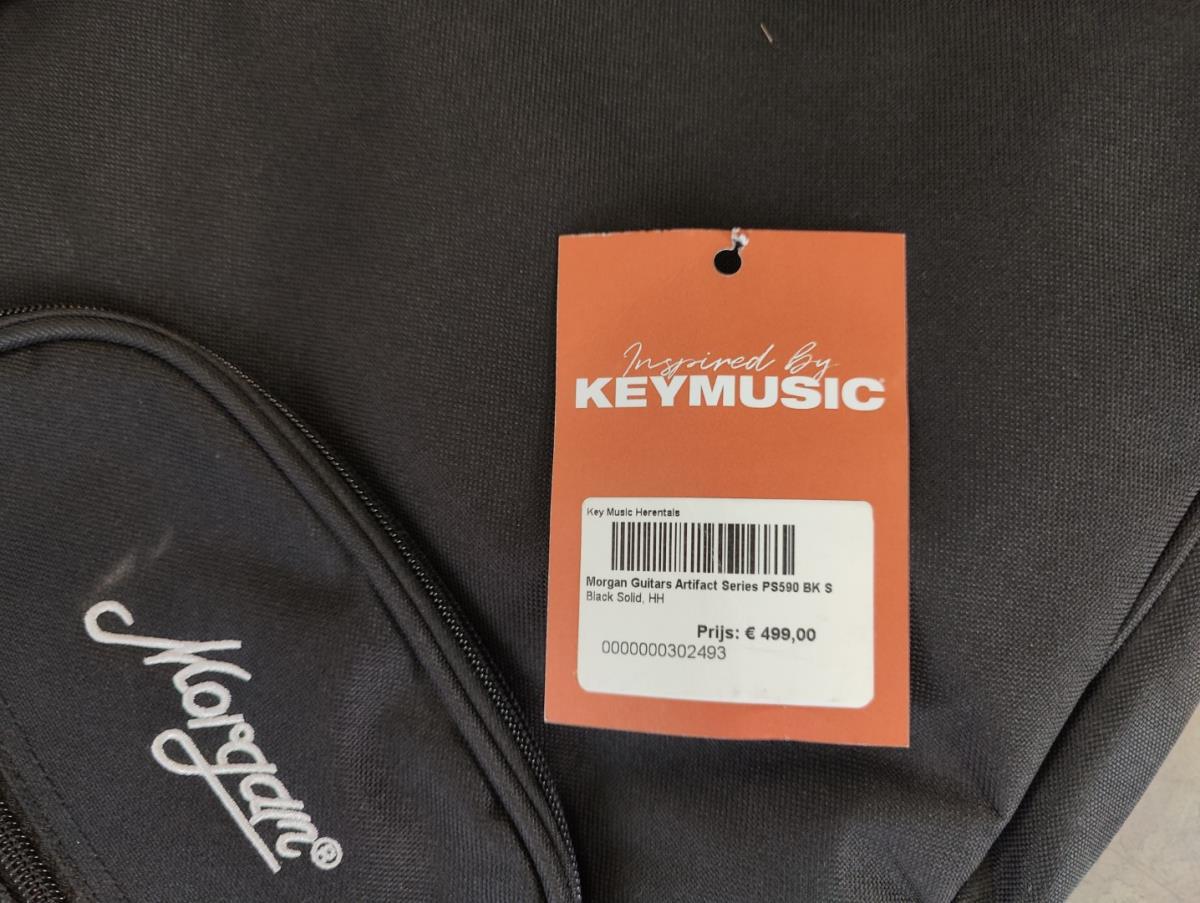 Inspired By
KEYMUSIC
Key Music Herentals
Morgan Guitars Artifact Series PS590 BK S
Black Solid, HH
Prijs: € 499,00
0000000302493
Morgan®